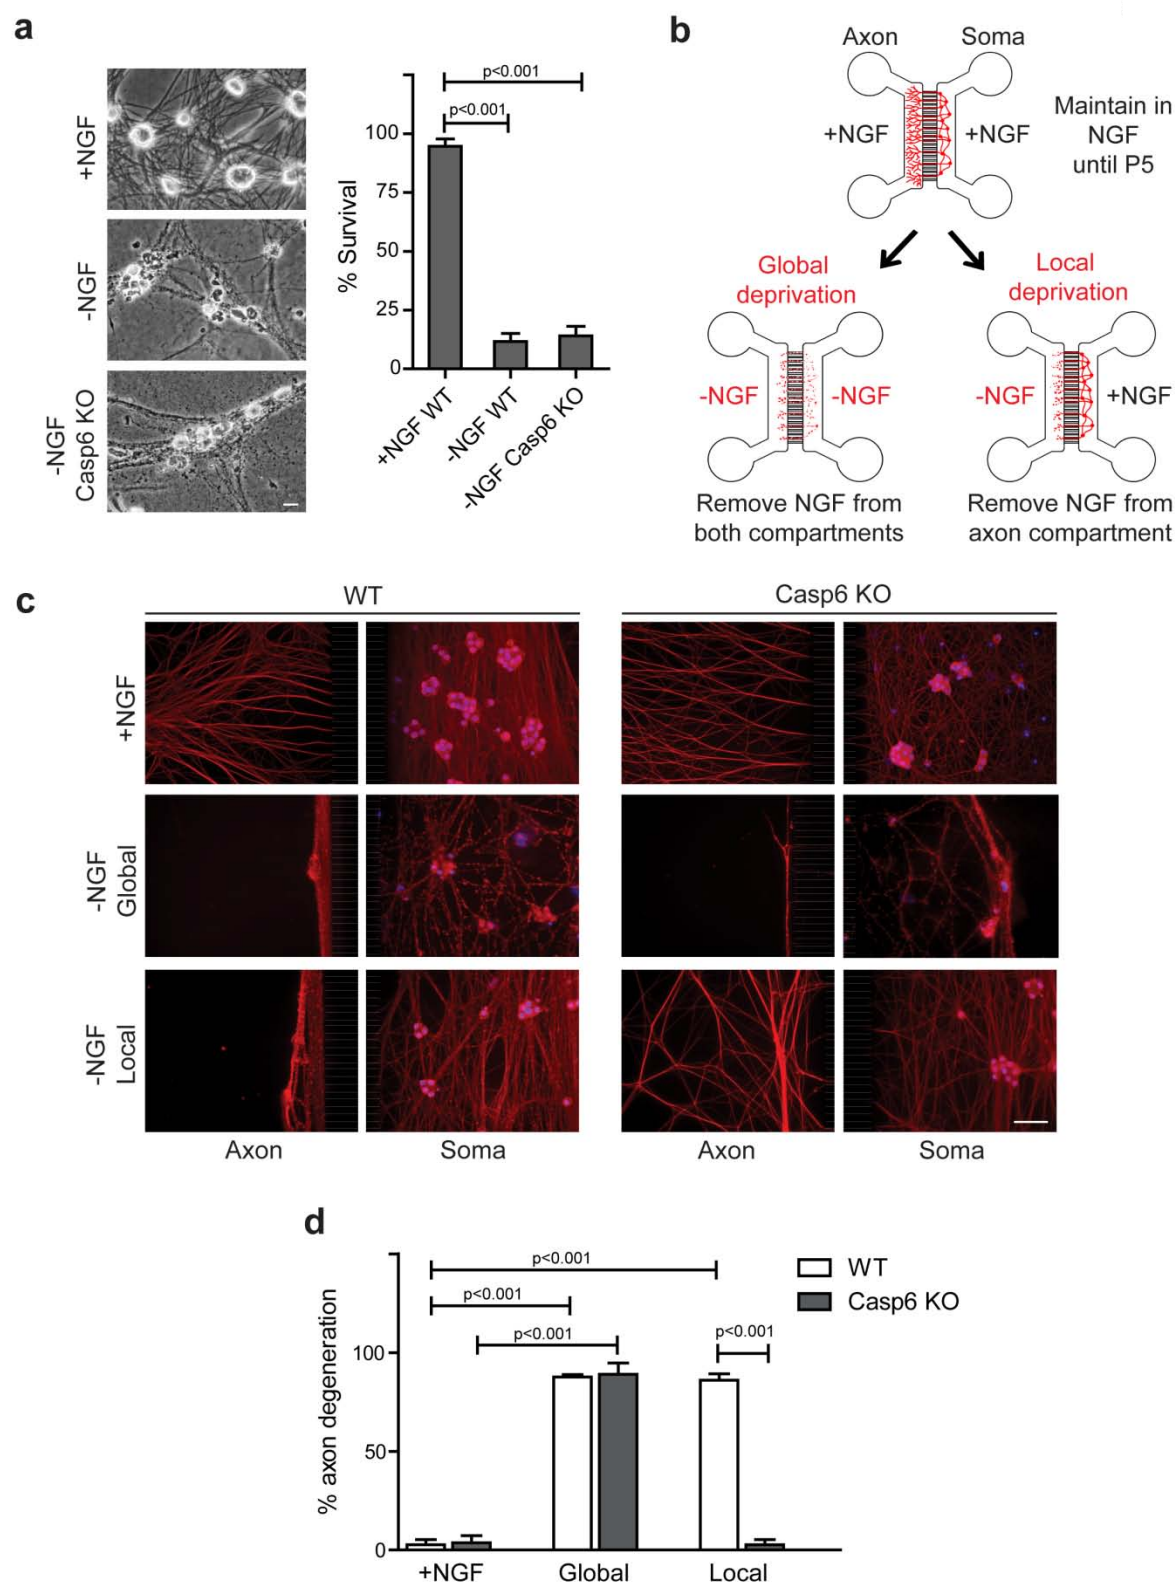 a
+NGF
-NGF
-NGF
Casp6 KO
% Survival
100
75
50
25
0
p<0.001
p<0.001
+NGF WT
-NGF WT
-NGF Casp6 KO
b
Axon
Soma
+NGF
+NGF
Maintain in
NGF
until P5
Global
deprivation
Local
deprivation
-NGF
-NGF
-NGF
+NGF
Remove NGF from
both compartments
Remove NGF from
axon compartment
c
WT
Casp6 KO
+NGF
-NGF
Global
-NGF
Local
Axon
Soma
Axon
Soma
d
% axon degeneration
100
50
0
p<0.001
p<0.001
p<0.001
p<0.001
WT
Casp6 KO
+NGF
Global
Local